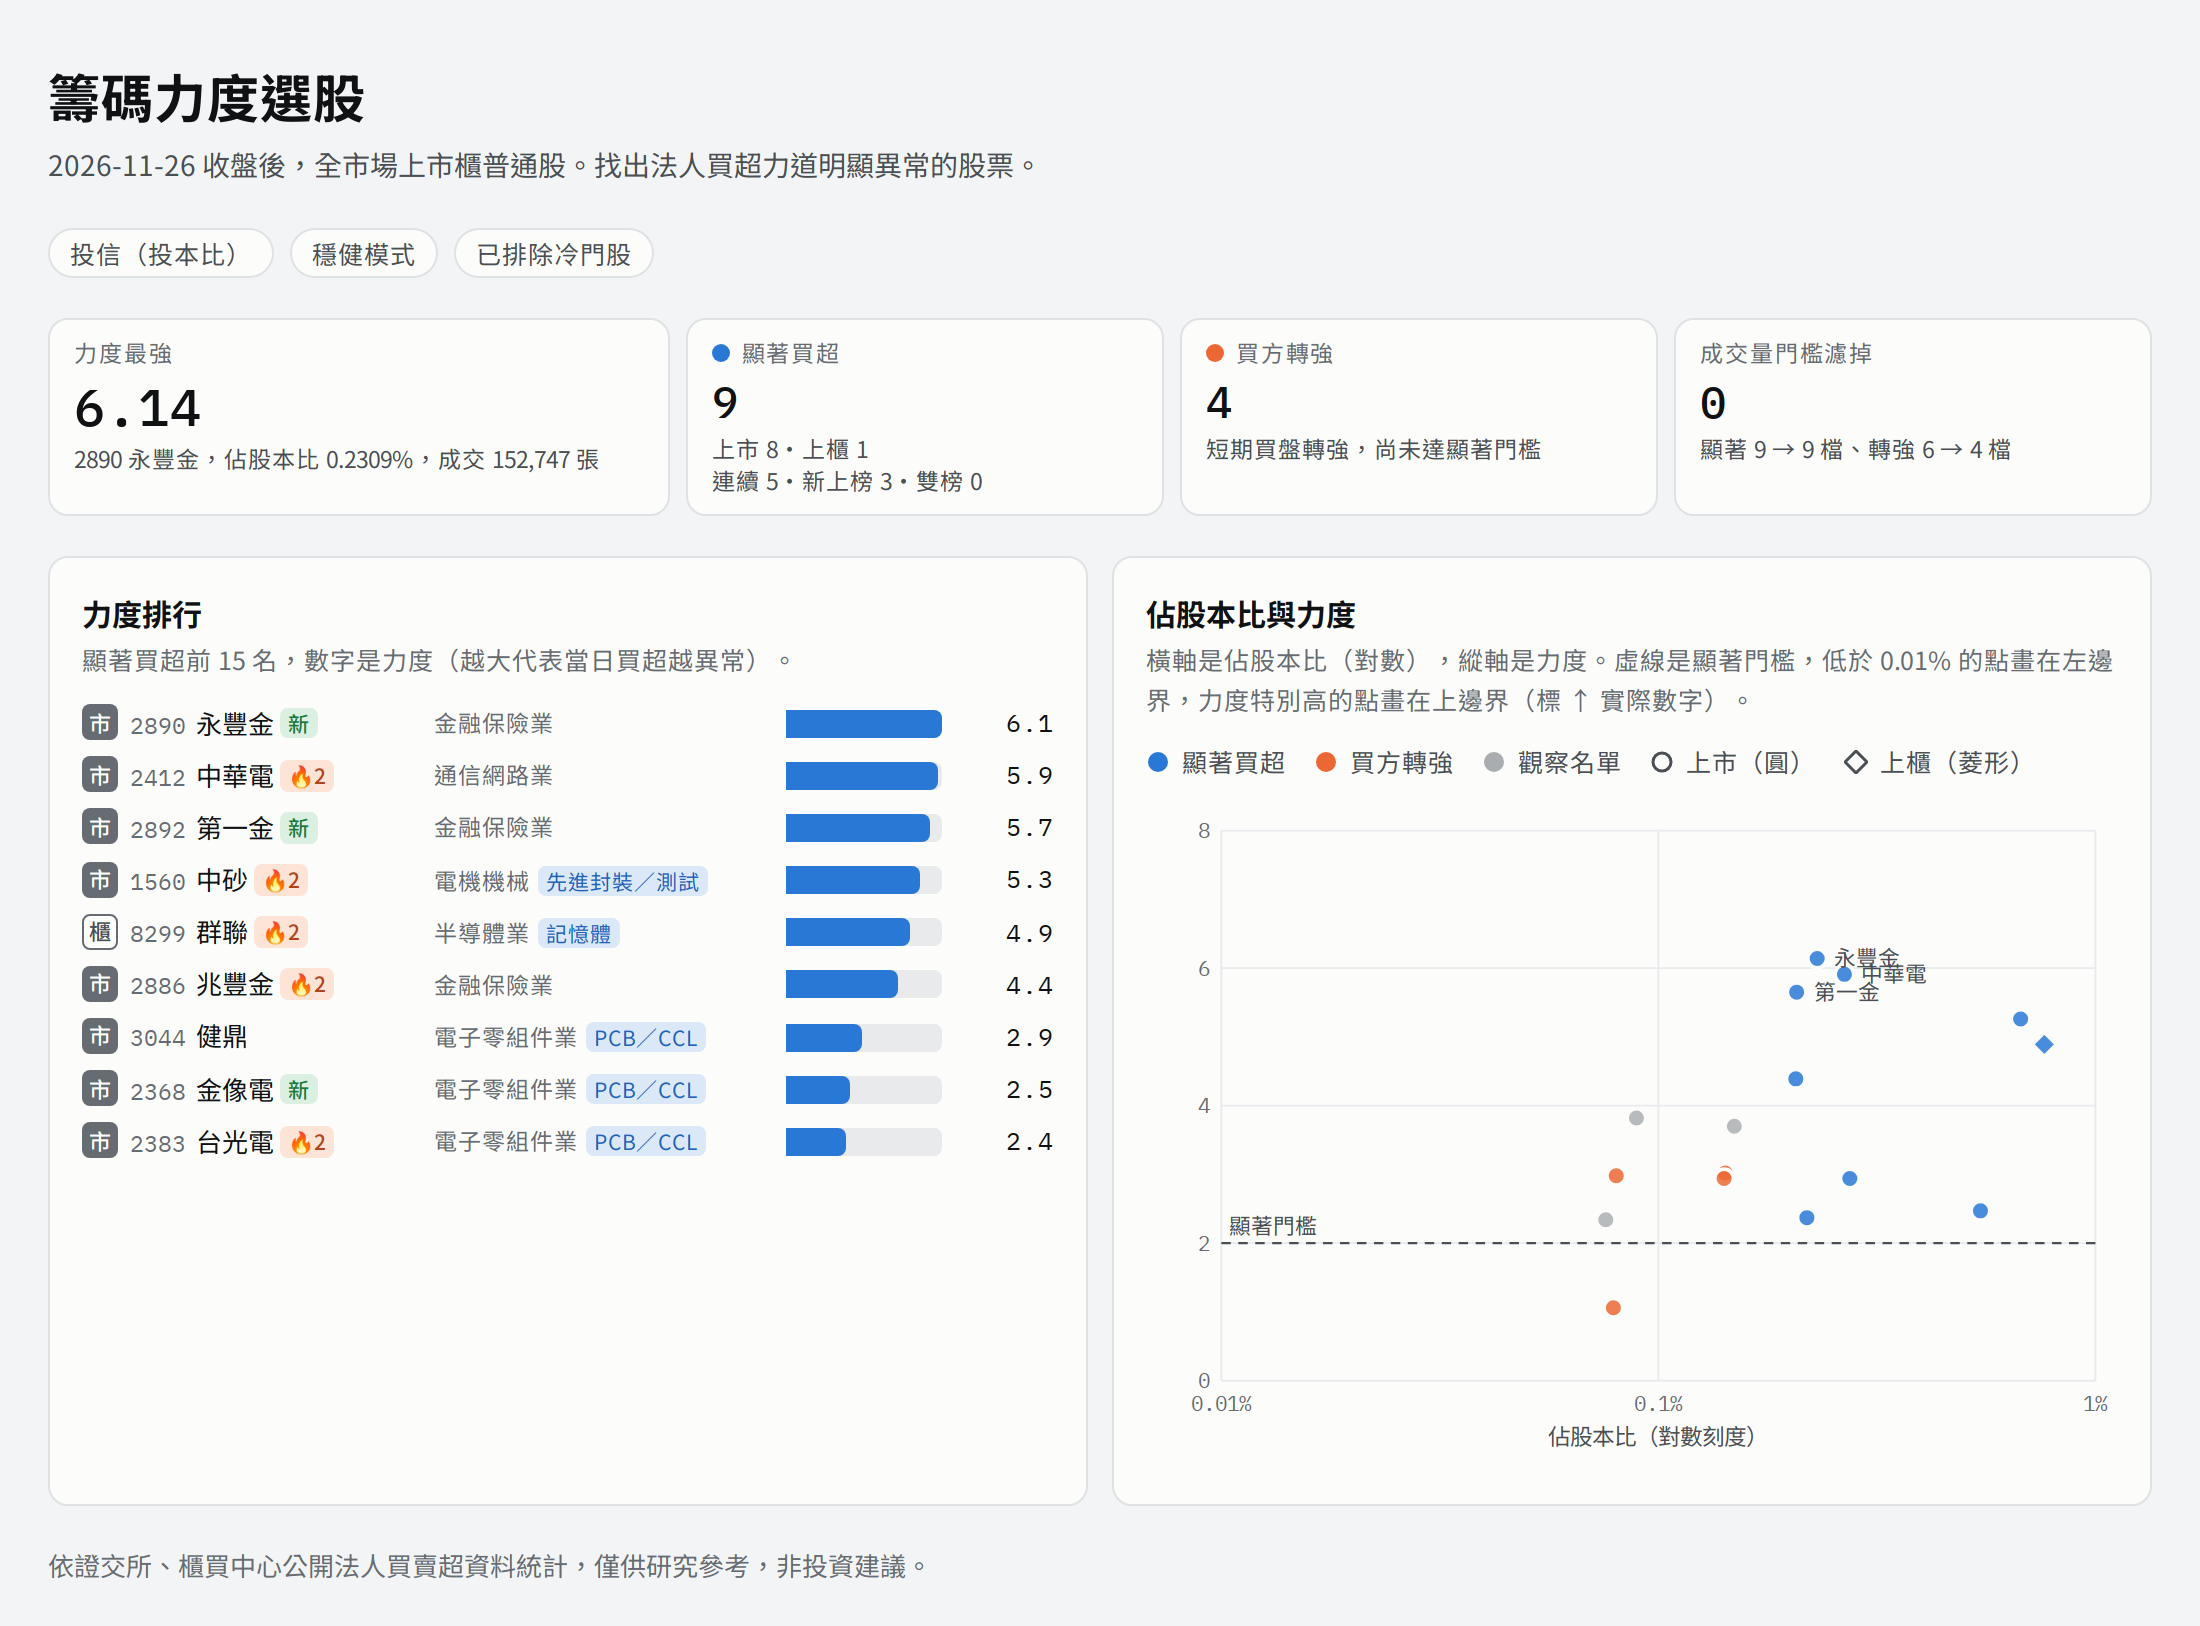 籌碼力度選股
2026-11-26 收盤後，全市場上市櫃普通股。找出法人買超力道明顯異常的股票。
投信（投本比） 穩健模式 已排除冷門股
力度最強
6.14
2890 永豐金，佔股本比 0.2309%，成交 152,747 張
顯著買超
9
上市 8・上櫃 1
連續 5・新上榜 3・雙榜 0
買方轉強
4
短期買盤轉強，尚未達顯著門檻
成交量門檻濾掉
0
顯著 9 → 9 檔、轉強 6 → 4 檔
力度排行
顯著買超前 15 名，數字是力度（越大代表當日買超越異常）。
市 2890 永豐金 新 金融保險業 6.1
市 2412 中華電 🔥2 通信網路業 5.9
市 2892 第一金 新 金融保險業 5.7
市 1560 中砂 🔥2 電機機械 先進封裝／測試 5.3
櫃 8299 群聯 🔥2 半導體業 記憶體 4.9
市 2886 兆豐金 🔥2 金融保險業 4.4
市 3044 健鼎 電子零組件業 PCB／CCL 2.9
市 2368 金像電 新 電子零組件業 PCB／CCL 2.5
市 2383 台光電 🔥2 電子零組件業 PCB／CCL 2.4
佔股本比與力度
橫軸是佔股本比（對數），縱軸是力度。虛線是顯著門檻，低於 0.01% 的點畫在左邊
界，力度特別高的點畫在上邊界（標 ↑ 實際數字）。
顯著買超 買方轉強 觀察名單 上市（圓） 上櫃（菱形）
8
永豐金
6
中華電
第一金
4
顯著門檻
2
0
0.01% 0.1% 1%
佔股本比（對數刻度）
依證交所、櫃買中心公開法人買賣超資料統計，僅供研究參考，非投資建議。